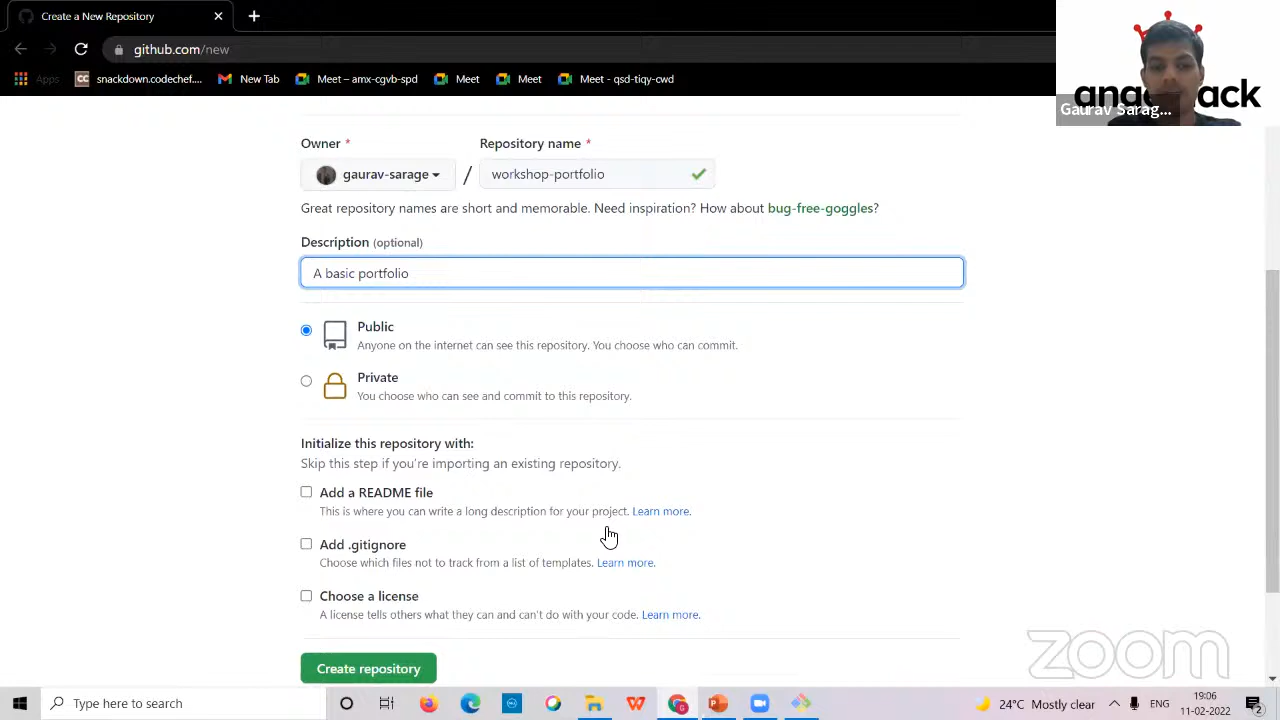 Create a New Repository
github.com/new
Apps
snackdown.codechef....
New Tab
Meet – amx-cgvb-spd
Meet
Meet
Meet - qsd-tiqy-cwd
ang ack
Gaurav Sarag...
Owner *
Repository name *
gaurav-sarage
/
workshop-portfolio
Great repository names are short and memorable. Need inspiration? How about bug-free-goggles?
Description (optional)
A basic portfolio
Public
Anyone on the internet can see this repository. You choose who can commit.
Private
You choose who can see and commit to this repository.
Initialize this repository with:
Skip this step if you're importing an existing repository.
Add a README file
This is where you can write a long description for your project. Learn more.
Add .gitignore
Choose which files not to track from a list of templates. Learn more.
Choose a license
A license tells others what they can and can't do with your code. Learn more.
Create repository
zoom
Type here to search
24°C Mostly clear
ENG
19:06
11-02-2022
2